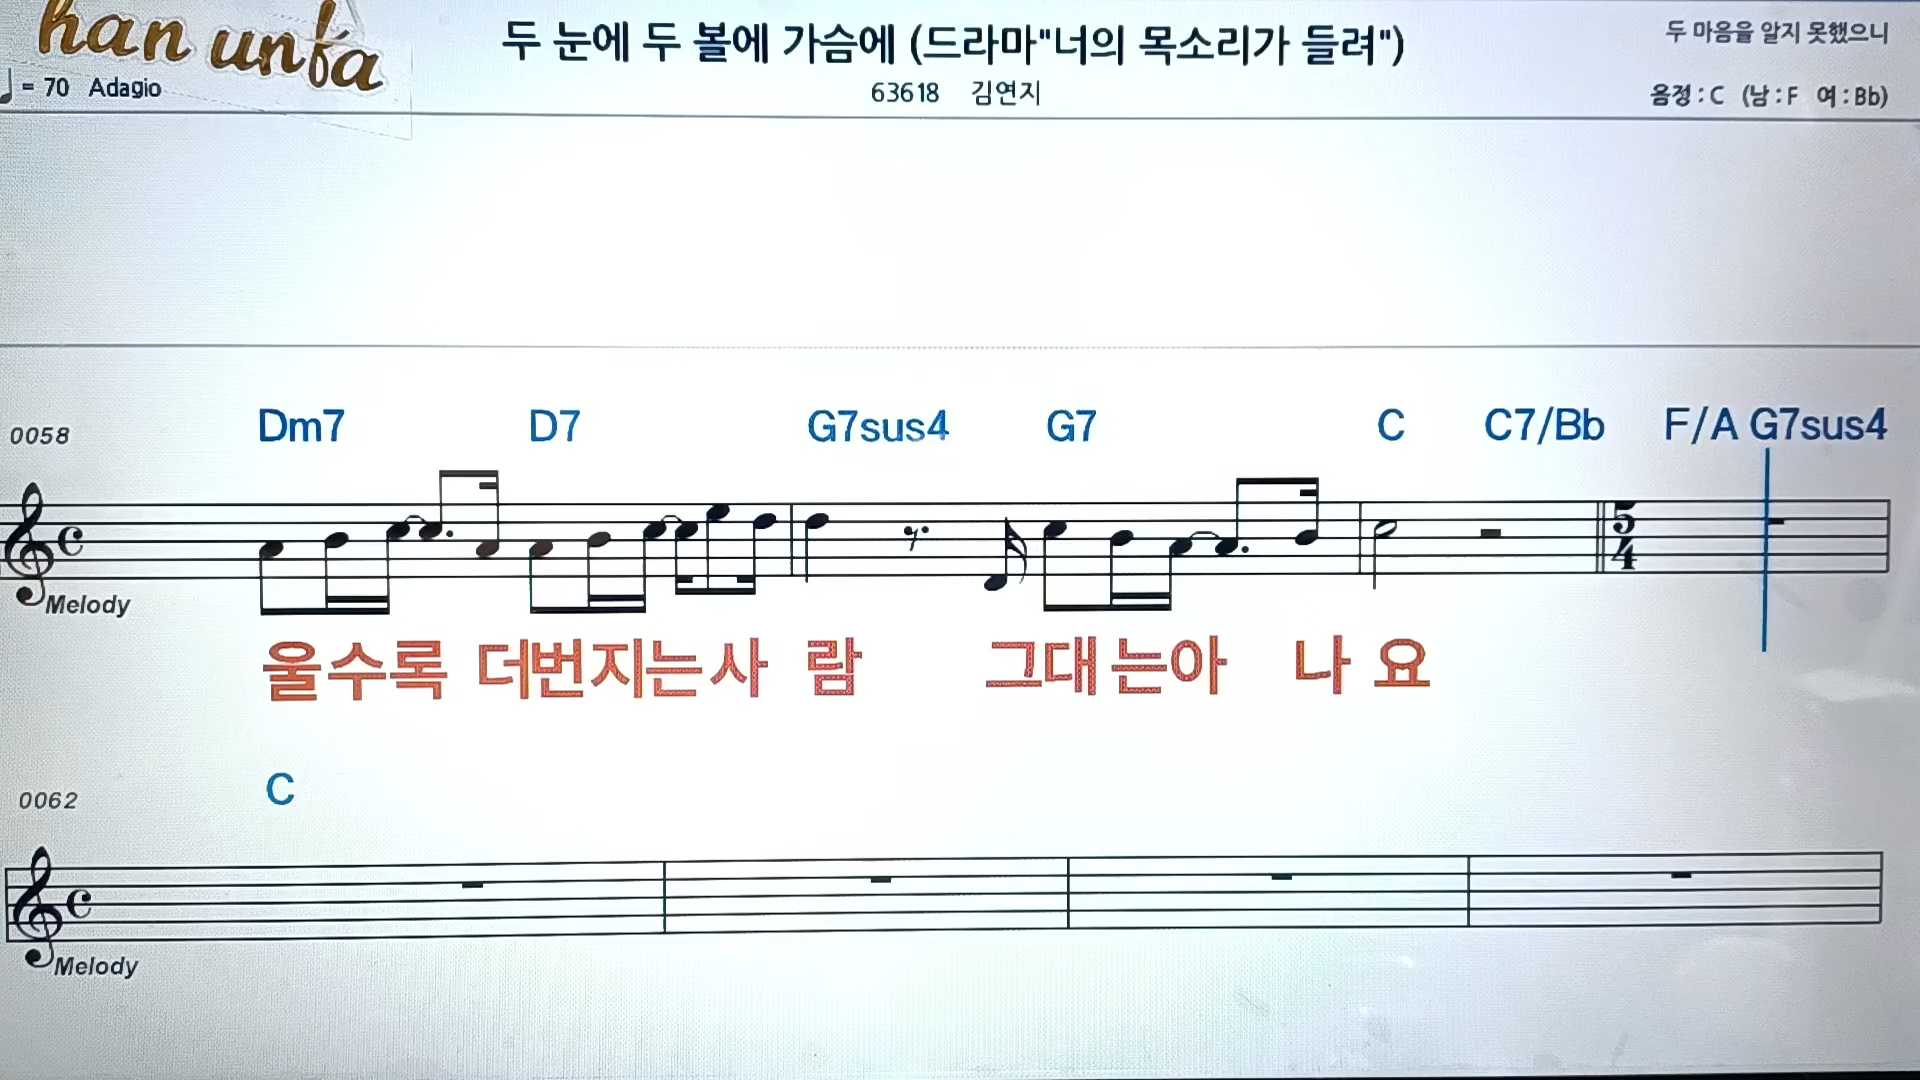 han unfa
두 눈에 두 볼에 가슴에 (드라마"너의 목소리가 들려")
두 마음을 알지 못했으니
= 70 Adagio
63618 김연지
음정 : C (남 : F 여 : Bb)
0058
Dm7 D7 G7sus4 G7 C C7/Bb F/A G7sus4
5
4
Melody
울수록 더번지는사 람 그대는아 나 요
0062
C
Melody